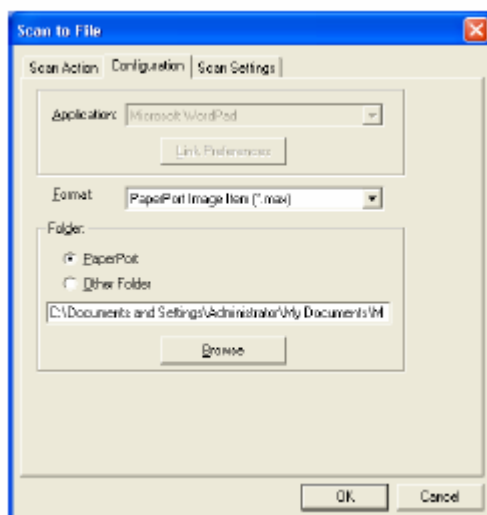 Scan to File
Scan Action Configuration Scan Settings
Application: Microsoft WordPad
Link Preferences
Format PaperPort Image Item (*.max)
Folder:
PaperPort
Other Folder
C:\Documents and Settings\Administrator\My Documents\M
Browse
OK Cancel